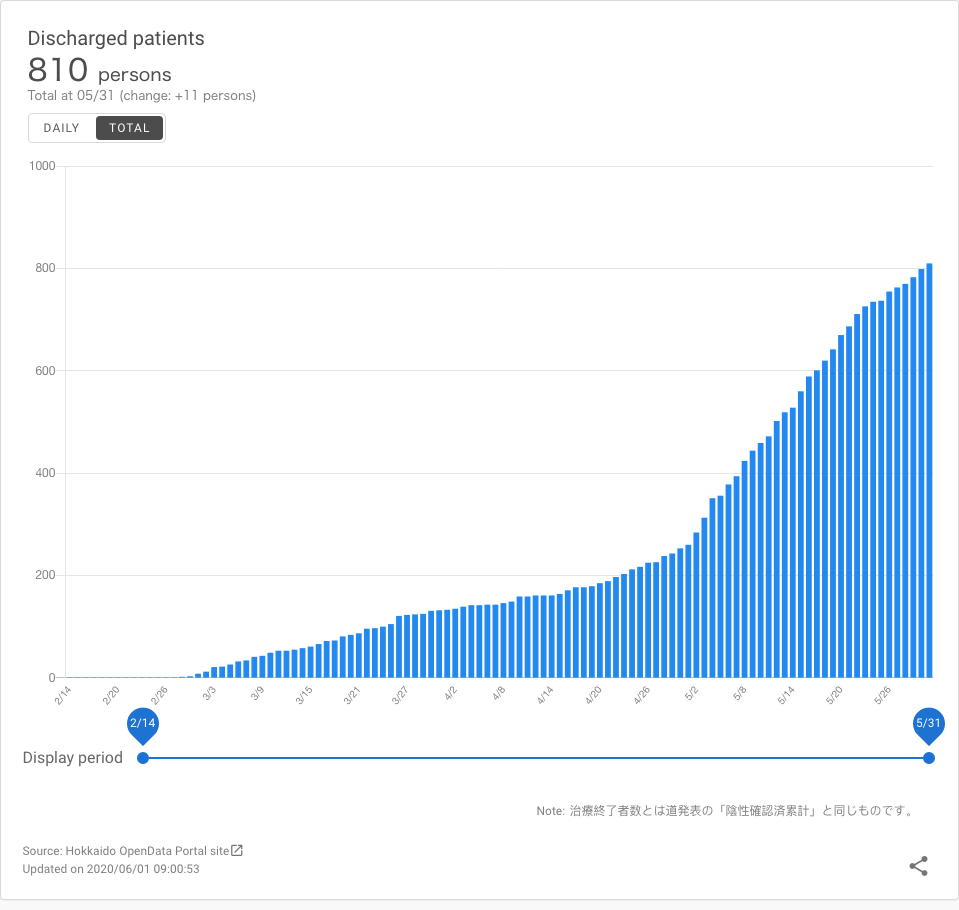 Discharged patients
810 persons
Total at 05/31 (change: +11 persons)
DAILY TOTAL
1000
800
600
400
200
0
2/14 2/20 2/26 3/3 3/9 3/15 3/21 3/27 4/2 4/8 4/14 4/20 4/26 5/2 5/8 5/14 5/20 5/26
2/14 5/31
Display period
Note: 治療終了者数とは道発表の「陰性確認済累計」と同じものです。
Source: Hokkaido OpenData Portal site
Updated on 2020/06/01 09:00:53